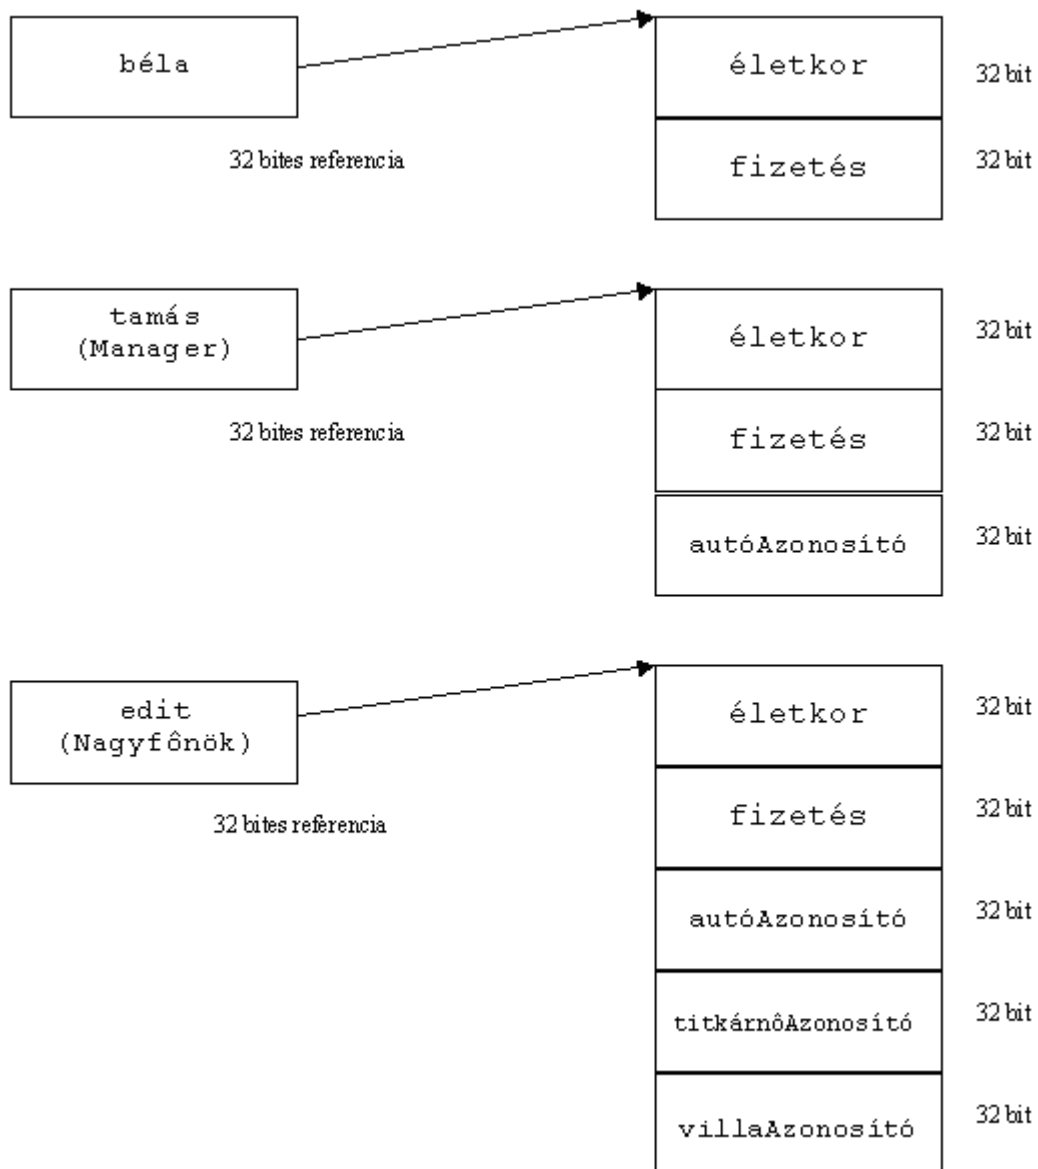 béla
életkor
32 bit
32 bites referencia
fizetés
32 bit
tamás
(Manager)
életkor
32 bit
32 bites referencia
fizetés
32 bit
autóAzonosító
32 bit
edit
(Nagyfônök)
életkor
32 bit
32 bites referencia
fizetés
32 bit
autóAzonosító
32 bit
titkárnôAzonosító
32 bit
villaAzonosító
32 bit